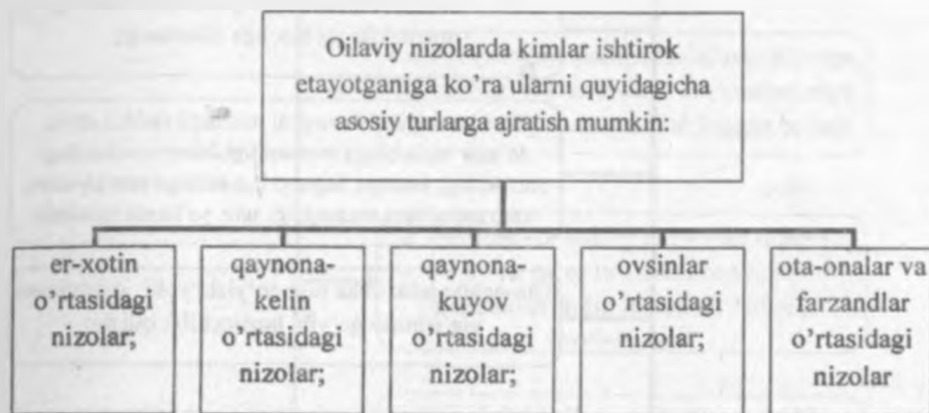 Oilaviy nizolarda kimlar ishtirok
etayotganiga ko’ra ularni quyidagicha
asosiy turlarga ajratish mumkin:
er-xotin
o’rtasidagi
nizolar;
qaynona-
kelin
o’rtasidagi
nizolar;
qaynona-
kuyov
o’rtasidagi
nizolar;
ovsinlar
o’rtasidagi
nizolar;
ota-onalar va
farzandlar
o’rtasidagi
nizolar